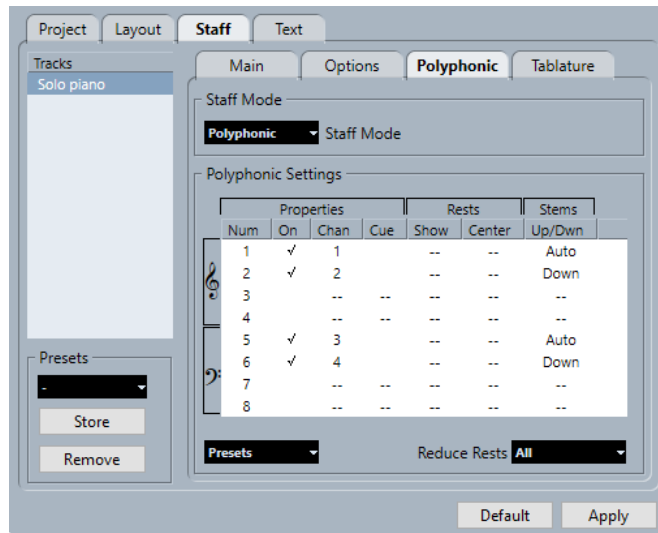 Project Layout Staff Text
Tracks
Solo piano
Main Options Polyphonic Tablature
Staff Mode
Polyphonic Staff Mode
Polyphonic Settings
Properties Rests Stems
Num On Chan Cue Show Center Up/Dwn
1 √ 1 -- -- Auto
2 √ 2 -- -- Down
3 -- -- -- -- --
4 -- -- -- -- --
5 √ 3 -- -- Auto
6 √ 4 -- -- Down
7 -- -- -- -- --
8 -- -- -- -- --
Presets
-
Store
Remove
Presets Reduce Rests All
Default Apply